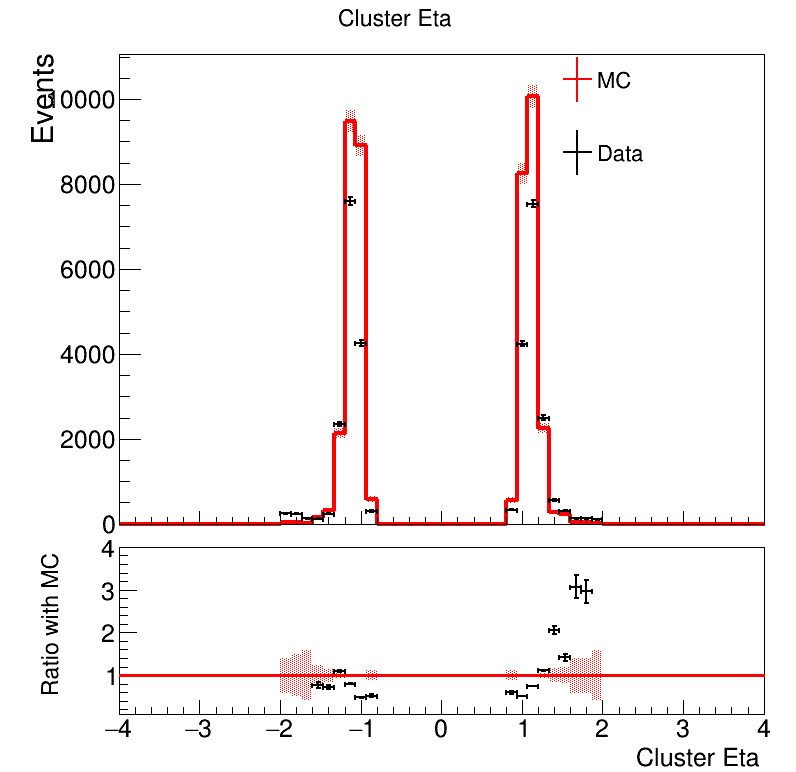 Cluster Eta
Events
10000
8000
6000
4000
2000
0
MC
Data
Ratio with MC
4
3
2
1
−4 −3 −2 −1 0 1 2 3 4
Cluster Eta